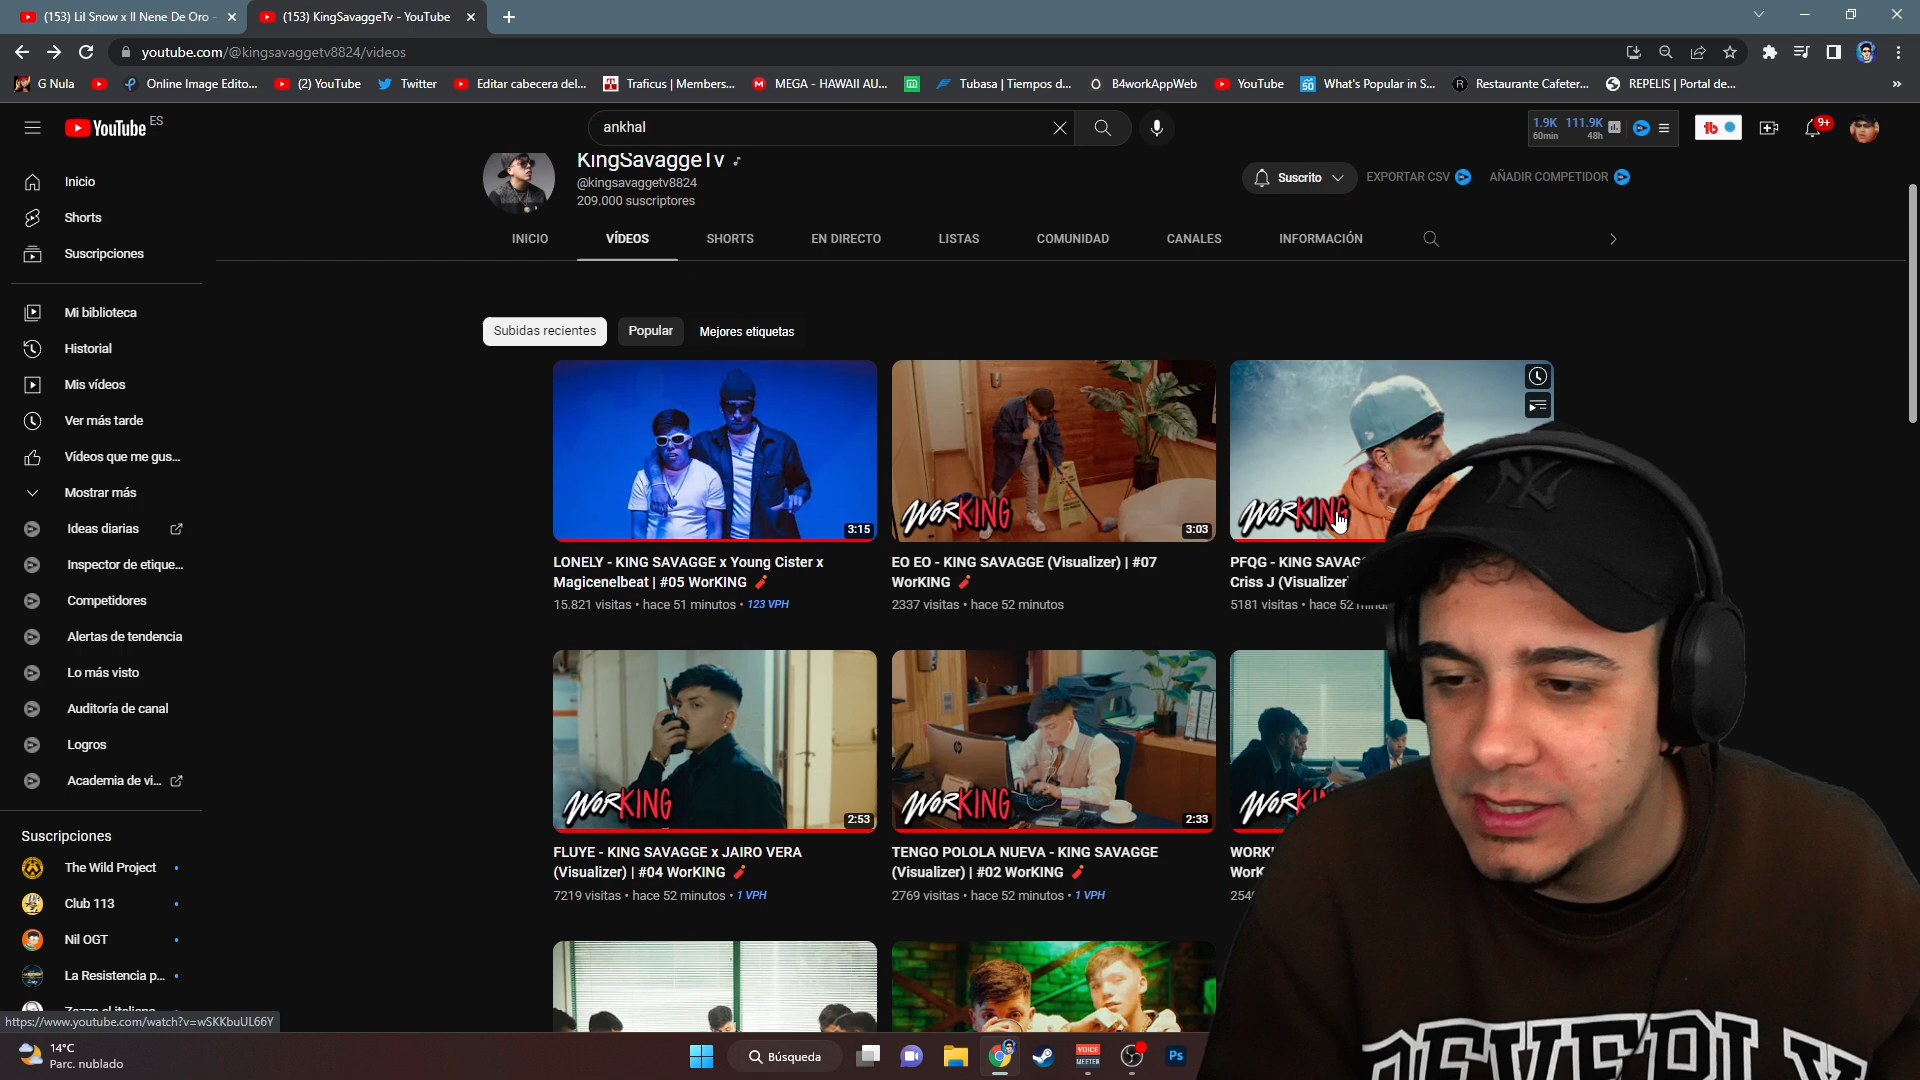 (153) Lil Snow x Il Nene De Oro -
(153) KingSavaggeTv - YouTube
youtube.com/@kingsavaggetv8824/videos
G Nula
Online Image Edito...
(2) YouTube
Twitter
Editar cabecera del...
Traficus | Members...
MEGA - HAWAII AU...
Tubasa | Tiempos d...
B4workAppWeb
YouTube
What's Popular in S...
Restaurante Cafeter...
REPELIS | Portal de...
YouTube ES
ankhal
1.9K 111.9K
60min 48h
9+
KingSavaggeTv
@kingsavaggetv8824
209.000 suscriptores
Suscrito
EXPORTAR CSV
AÑADIR COMPETIDOR
INICIO
VÍDEOS
SHORTS
EN DIRECTO
LISTAS
COMUNIDAD
CANALES
INFORMACIÓN
Subidas recientes
Popular
Mejores etiquetas
Inicio
Shorts
Suscripciones
Mi biblioteca
Historial
Mis vídeos
Ver más tarde
Vídeos que me gus...
Mostrar más
Ideas diarias
Inspector de etique...
Competidores
Alertas de tendencia
Lo más visto
Auditoría de canal
Logros
Academia de vi...
Suscripciones
The Wild Project
Club 113
Nil OGT
La Resistencia p...
3:15
LONELY - KING SAVAGGE x Young Cister x
Magicenelbeat | #05 WorKING
15.821 visitas • hace 51 minutos • 123 VPH
WORKING
3:03
EO EO - KING SAVAGGE (Visualizer) | #07
WorKING
2337 visitas • hace 52 minutos
WORKING
PFQG - KING SAVAG
Criss J (Visualizer)
5181 visitas • hace 52 minut
WORKING
2:53
FLUYE - KING SAVAGGE x JAIRO VERA
(Visualizer) | #04 WorKING
7219 visitas • hace 52 minutos • 1 VPH
WORKING
2:33
TENGO POLOLA NUEVA - KING SAVAGGE
(Visualizer) | #02 WorKING
2769 visitas • hace 52 minutos • 1 VPH
NY
https://www.youtube.com/watch?v=wSKKbuUL66Y
14°C
Parc. nublado
Búsqueda
VOICE
MEETER
Ps